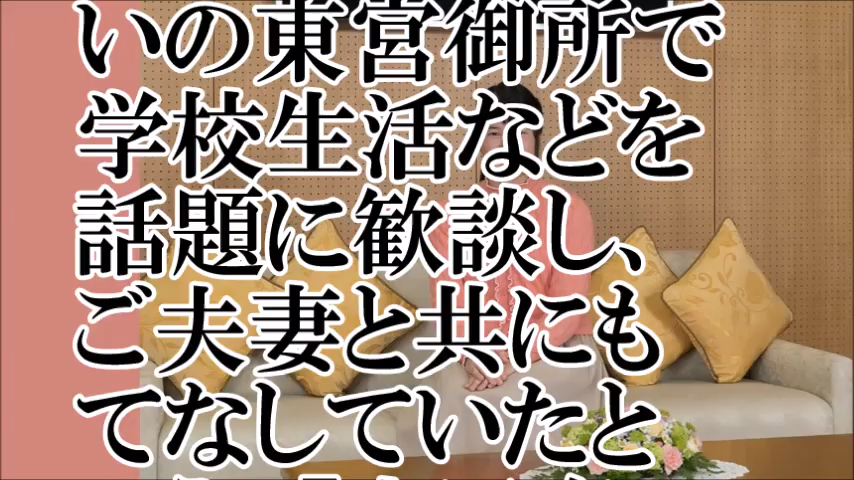 いの東宮御所で
学校生活などを
話題に歓談し、
ご夫妻と共にも
てなしていたと